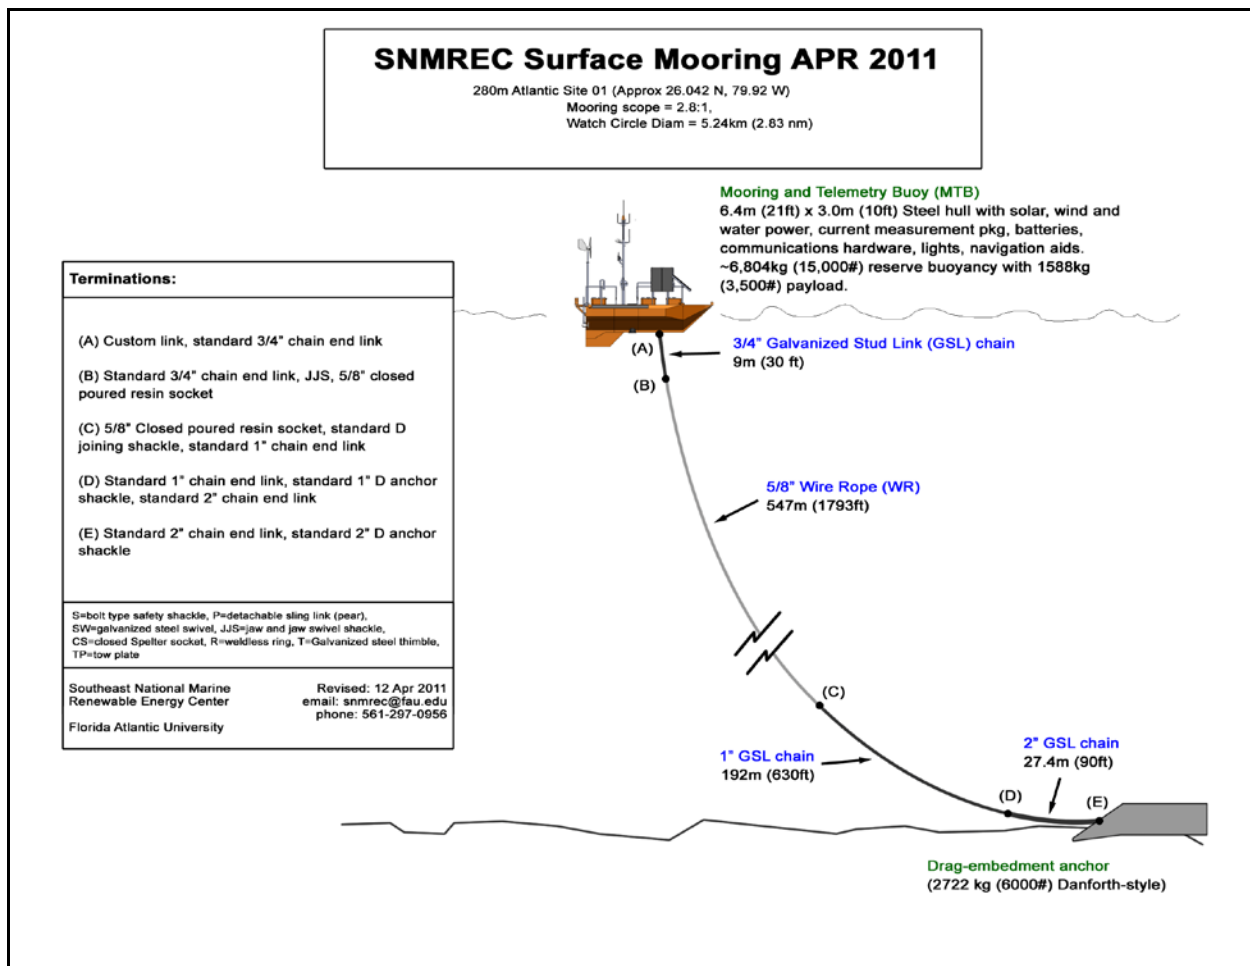 SNMREC Surface Mooring APR 2011
280m Atlantic Site 01 (Approx 26.042 N, 79.92 W)
Mooring scope = 2.8:1,
Watch Circle Diam = 5.24km (2.83 nm)
Mooring and Telemetry Buoy (MTB)
6.4m (21ft) x 3.0m (10ft) Steel hull with solar, wind and
water power, current measurement pkg, batteries,
communications hardware, lights, navigation aids.
~6,804kg (15,000#) reserve buoyancy with 1588kg
(3,500#) payload.
Terminations:
(A) Custom link, standard 3/4" chain end link
(B) Standard 3/4" chain end link, JJS, 5/8" closed
poured resin socket
(C) 5/8" Closed poured resin socket, standard D
joining shackle, standard 1" chain end link
(D) Standard 1" chain end link, standard 1" D anchor
shackle, standard 2" chain end link
(E) Standard 2" chain end link, standard 2" D anchor
shackle
S=bolt type safety shackle, P=detachable sling link (pear),
SW=galvanized steel swivel, JJS=jaw and jaw swivel shackle,
CS=closed Spelter socket, R=weldless ring, T=Galvanized steel thimble,
TP=tow plate
Southeast National Marine
Renewable Energy Center
Florida Atlantic University
Revised: 12 Apr 2011
email: snmrec@fau.edu
phone: 561-297-0956
(A)
3/4" Galvanized Stud Link (GSL) chain
9m (30 ft)
(B)
5/8" Wire Rope (WR)
547m (1793ft)
(C)
1" GSL chain
192m (630ft)
2" GSL chain
27.4m (90ft)
(D)
(E)
Drag-embedment anchor
(2722 kg (6000#) Danforth-style)